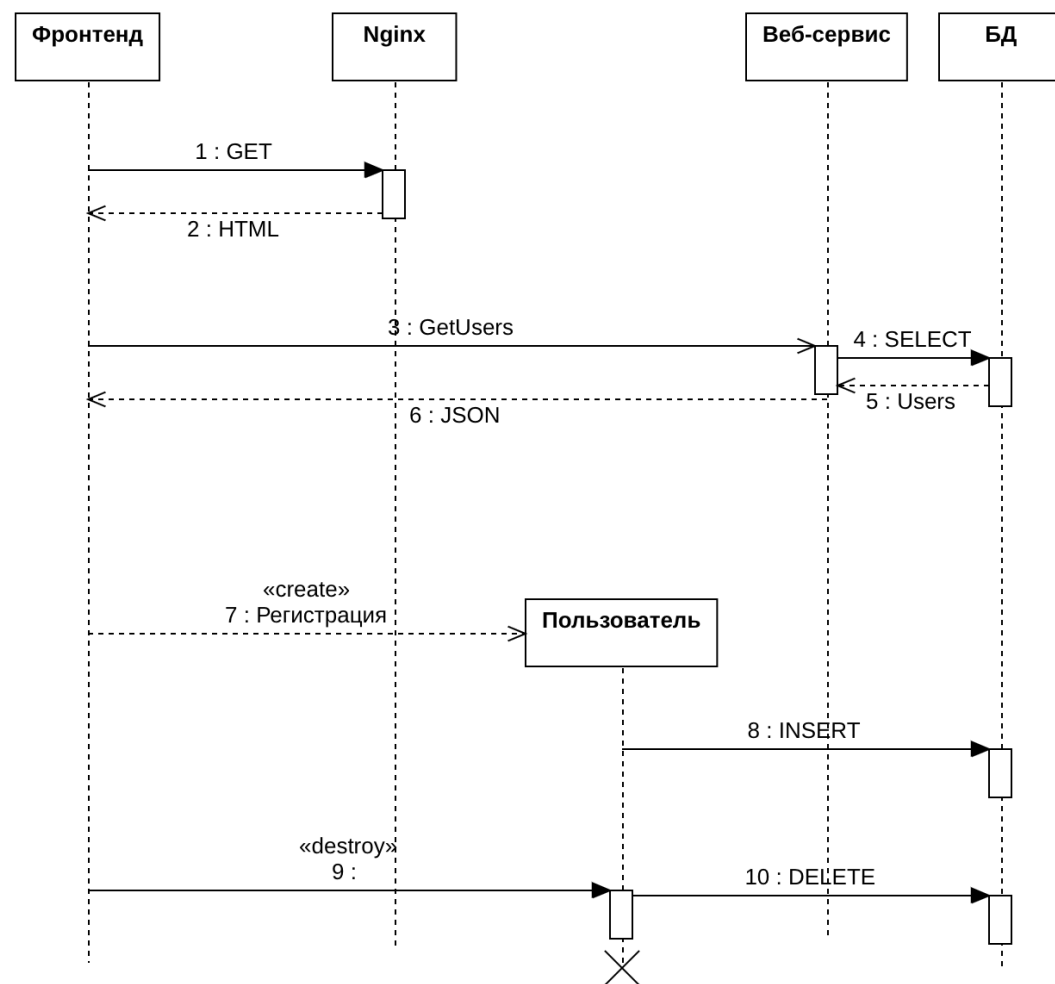 Фронтенд
Nginx
Веб-сервис
БД
1 : GET
2 : HTML
3 : GetUsers
4 : SELECT
5 : Users
6 : JSON
«create»
7 : Регистрация
Пользователь
8 : INSERT
«destroy»
9 :
10 : DELETE